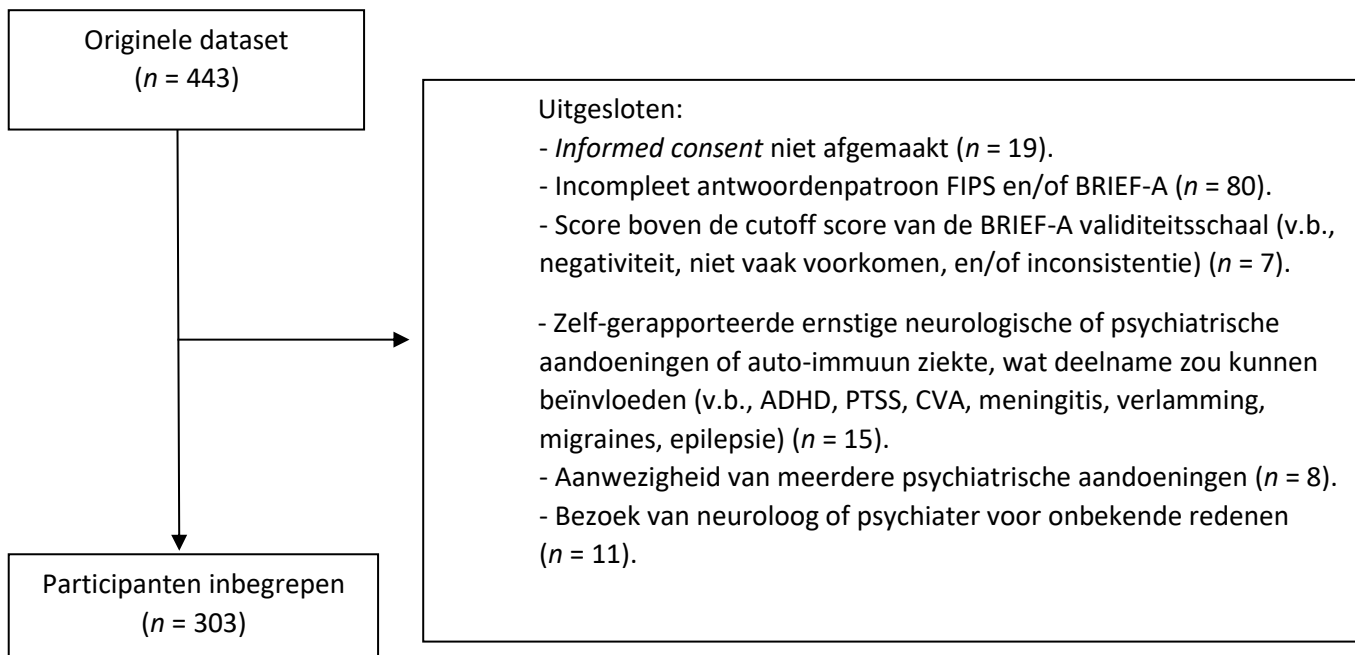 Originele dataset
(n = 443)
Uitgesloten:
- Informed consent niet afgemaakt (n = 19).
- Incompleet antwoordenpatroon FIPS en/of BRIEF-A (n = 80).
- Score boven de cutoff score van de BRIEF-A validiteitsschaal (v.b.,
negativiteit, niet vaak voorkomen, en/of inconsistentie) (n = 7).
- Zelf-gerapporteerde ernstige neurologische of psychiatrische
aandoeningen of auto-immuun ziekte, wat deelname zou kunnen
beïnvloeden (v.b., ADHD, PTSS, CVA, meningitis, verlamming,
migraines, epilepsie) (n = 15).
- Aanwezigheid van meerdere psychiatrische aandoeningen (n = 8).
- Bezoek van neuroloog of psychiater voor onbekende redenen
(n = 11).
Participanten inbegrepen
(n = 303)